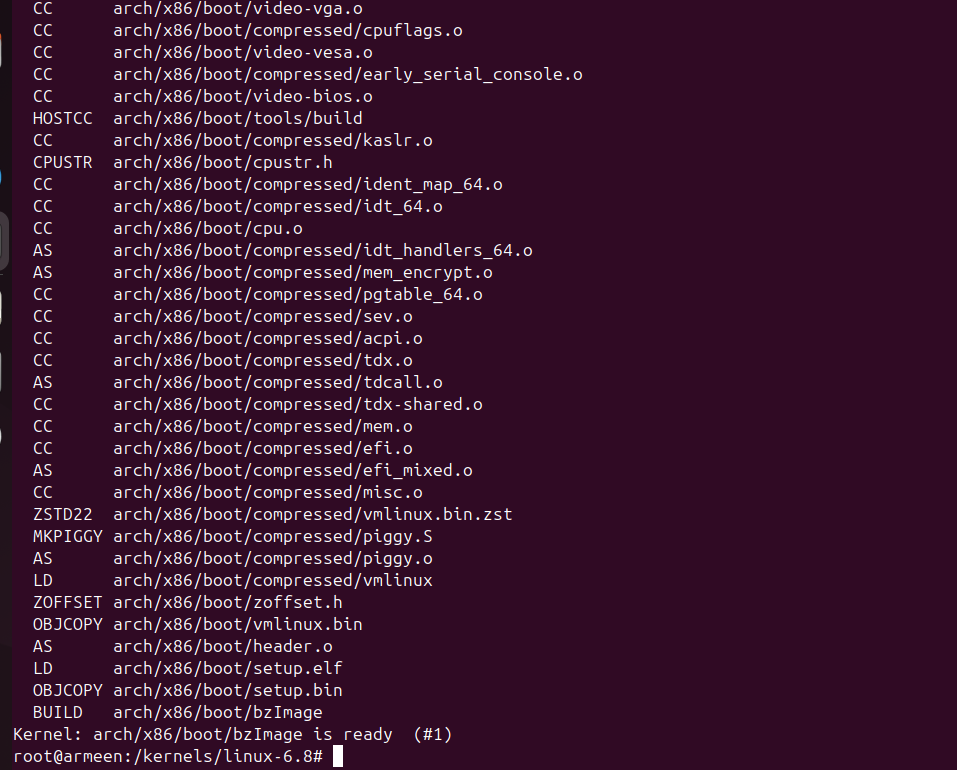 CC      arch/x86/boot/video-vga.o
CC      arch/x86/boot/compressed/cpuflags.o
CC      arch/x86/boot/video-vesa.o
CC      arch/x86/boot/compressed/early_serial_console.o
CC      arch/x86/boot/video-bios.o
HOSTCC  arch/x86/boot/tools/build
CC      arch/x86/boot/compressed/kaslr.o
CPUSTR  arch/x86/boot/cpustr.h
CC      arch/x86/boot/compressed/ident_map_64.o
CC      arch/x86/boot/compressed/idt_64.o
CC      arch/x86/boot/cpu.o
AS      arch/x86/boot/compressed/idt_handlers_64.o
AS      arch/x86/boot/compressed/mem_encrypt.o
CC      arch/x86/boot/compressed/pgtable_64.o
CC      arch/x86/boot/compressed/sev.o
CC      arch/x86/boot/compressed/acpi.o
CC      arch/x86/boot/compressed/tdx.o
AS      arch/x86/boot/compressed/tdcall.o
CC      arch/x86/boot/compressed/tdx-shared.o
CC      arch/x86/boot/compressed/mem.o
CC      arch/x86/boot/compressed/efi.o
AS      arch/x86/boot/compressed/efi_mixed.o
CC      arch/x86/boot/compressed/misc.o
ZSTD22  arch/x86/boot/compressed/vmlinux.bin.zst
MKPIGGY arch/x86/boot/compressed/piggy.S
AS      arch/x86/boot/compressed/piggy.o
LD      arch/x86/boot/compressed/vmlinux
ZOFFSET arch/x86/boot/zoffset.h
OBJCOPY arch/x86/boot/vmlinux.bin
AS      arch/x86/boot/header.o
LD      arch/x86/boot/setup.elf
OBJCOPY arch/x86/boot/setup.bin
BUILD   arch/x86/boot/bzImage
Kernel: arch/x86/boot/bzImage is ready  (#1)
root@armeen:/kernels/linux-6.8#